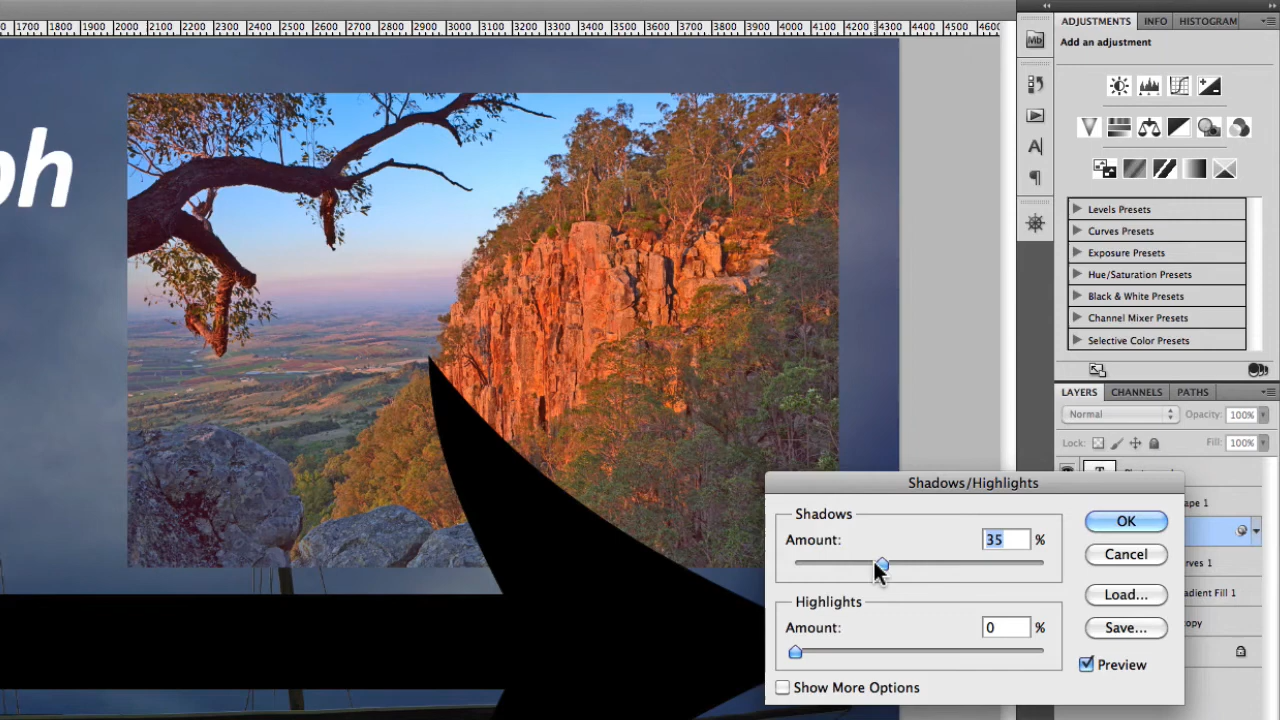 1700 1800 1900 2000 2100 2200 2300 2400 2500 2600 2700 2800 2900 3000 3100 3200 3300 3400 3500 3600 3700 3800 3900 4000 4100 4200 4300 4400 4500 4600
Mb
ADJUSTMENTS INFO HISTOGRAM
Add an adjustment
Levels Presets
Curves Presets
Exposure Presets
Hue/Saturation Presets
Black & White Presets
Channel Mixer Presets
Selective Color Presets
ph
LAYERS CHANNELS PATHS
Normal Opacity: 100%
Lock: Fill: 100%
T
ape 1
rves 1
adient Fill 1
copy
Shadows/Highlights
Shadows
Amount: 35 %
Highlights
Amount: 0 %
Show More Options
OK
Cancel
Load...
Save...
Preview